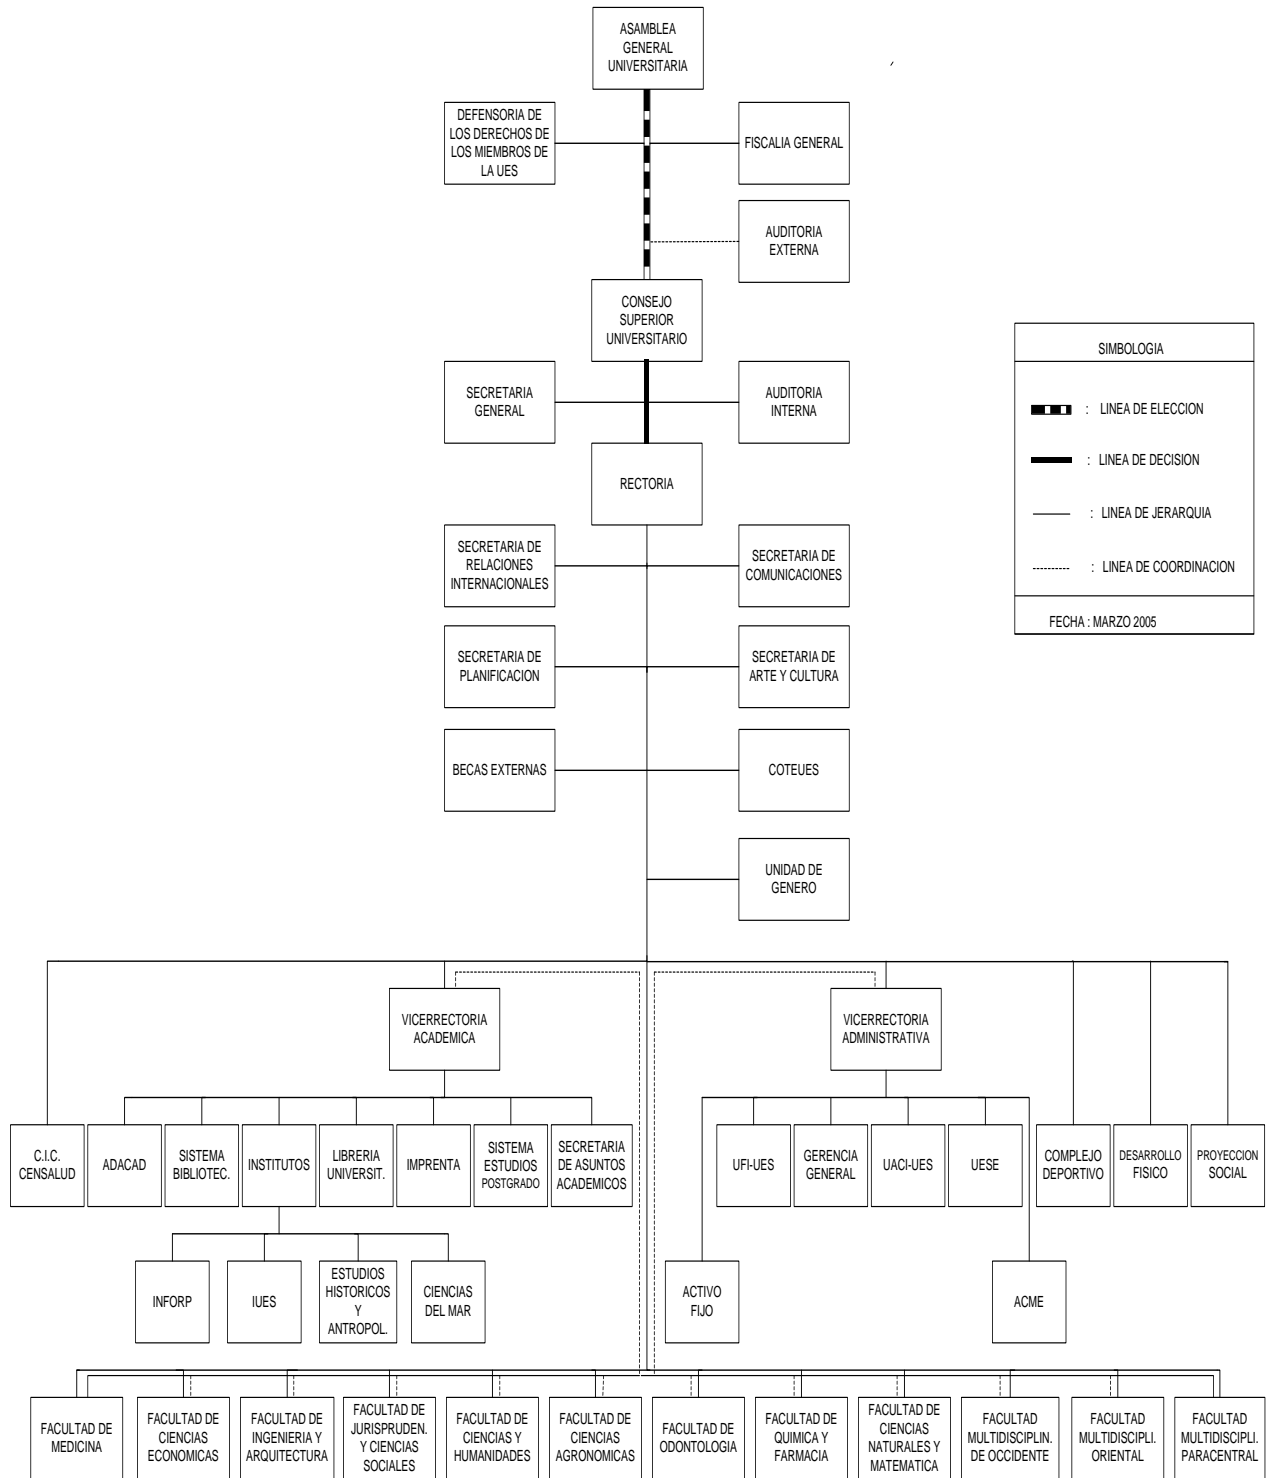 ASAMBLEA
GENERAL
UNIVERSITARIA
DEFENSORIA DE
LOS DERECHOS DE
LOS MIEMBROS DE
LA UES
FISCALIA GENERAL
AUDITORIA
EXTERNA
CONSEJO
SUPERIOR
UNIVERSITARIO
SIMBOLOGIA
: LINEA DE ELECCION
: LINEA DE DECISION
: LINEA DE JERARQUIA
: LINEA DE COORDINACION
FECHA : MARZO 2005
SECRETARIA
GENERAL
AUDITORIA
INTERNA
RECTORIA
SECRETARIA DE
RELACIONES
INTERNACIONALES
SECRETARIA DE
COMUNICACIONES
SECRETARIA DE
PLANIFICACION
SECRETARIA DE
ARTE Y CULTURA
BECAS EXTERNAS
COTEUES
UNIDAD DE
GENERO
VICERRECTORIA
ACADEMICA
VICERRECTORIA
ADMINISTRATIVA
C.I.C.
CENSALUD
ADACAD
SISTEMA
BIBLIOTEC.
INSTITUTOS
LIBRERIA
UNIVERSIT.
IMPRENTA
SISTEMA
ESTUDIOS
POSTGRADO
SECRETARIA
DE ASUNTOS
ACADEMICOS
UFI-UES
GERENCIA
GENERAL
UACI-UES
UESE
COMPLEJO
DEPORTIVO
DESARROLLO
FISICO
PROYECCION
SOCIAL
INFORP
IUES
ESTUDIOS
HISTORICOS
Y
ANTROPOL.
CIENCIAS
DEL MAR
ACTIVO
FIJO
ACME
FACULTAD DE
MEDICINA
FACULTAD DE
CIENCIAS
ECONOMICAS
FACULTAD DE
INGENIERIA Y
ARQUITECTURA
FACULTAD DE
JURISPRUDEN.
Y CIENCIAS
SOCIALES
FACULTAD DE
CIENCIAS Y
HUMANIDADES
FACULTAD DE
CIENCIAS
AGRONOMICAS
FACULTAD DE
ODONTOLOGIA
FACULTAD DE
QUIMICA Y
FARMACIA
FACULTAD DE
CIENCIAS
NATURALES Y
MATEMATICA
FACULTAD
MULTIDISCIPLIN.
DE OCCIDENTE
FACULTAD
MULTIDISCIPLI.
ORIENTAL
FACULTAD
MULTIDISCIPLI.
PARACENTRAL